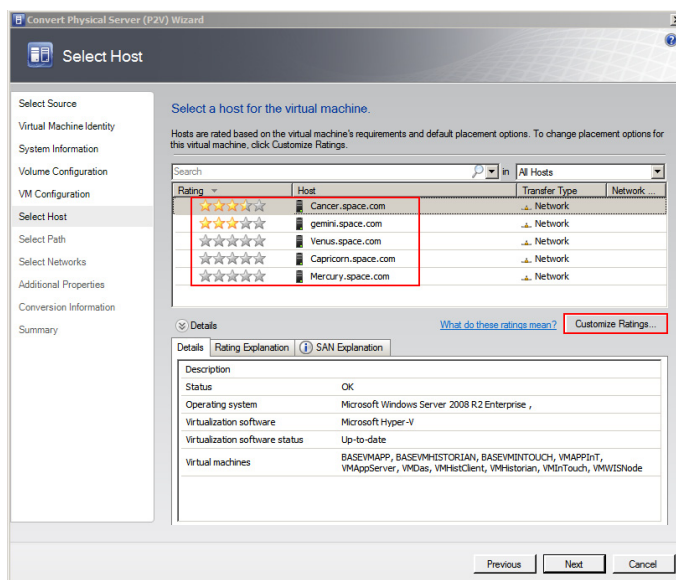 Convert Physical Server (P2V) Wizard
Select Host
Select Source
Virtual Machine Identity
System Information
Volume Configuration
VM Configuration
Select Host
Select Path
Select Networks
Additional Properties
Conversion Information
Summary
Select a host for the virtual machine.
Hosts are rated based on the virtual machine's requirements and default placement options. To change placement options for
this virtual machine, click Customize Ratings.
Search in All Hosts
Rating Host Transfer Type Network ...
Cancer.space.com Network
gemini.space.com Network
Venus.space.com Network
Capricorn.space.com Network
Mercury.space.com Network
Details What do these ratings mean? Customize Ratings...
Details Rating Explanation SAN Explanation
Description
Status OK
Operating system Microsoft Windows Server 2008 R2 Enterprise ,
Virtualization software Microsoft Hyper-V
Virtualization software status Up-to-date
Virtual machines BASEVMAPP, BASEVMHISTORIAN, BASEVMINTOUCH, VMAPPInT,
VMAppServer, VMDas, VMHistClient, VMHistorian, VMInTouch, VMWISNode
Previous Next Cancel